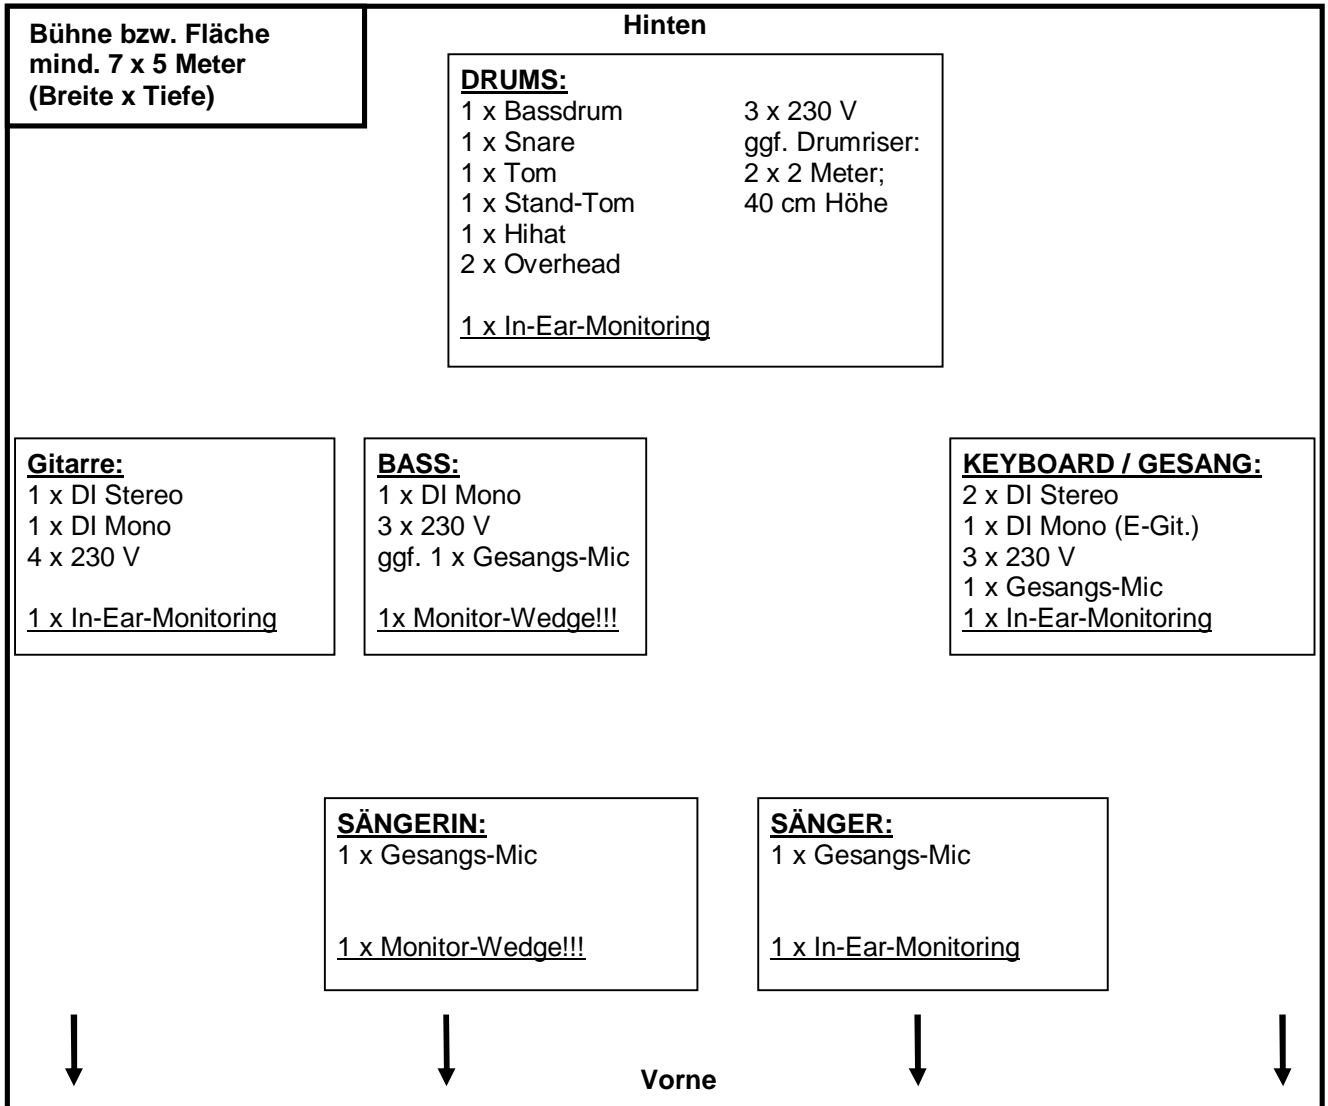 Bühne bzw. Fläche
mind. 7 x 5 Meter
(Breite x Tiefe)
Hinten
DRUMS:
1 x Bassdrum
1 x Snare
1 x Tom
1 x Stand-Tom
1 x Hihat
2 x Overhead
1 x In-Ear-Monitoring
3 x 230 V
ggf. Drumriser:
2 x 2 Meter;
40 cm Höhe
Gitarre:
1 x DI Stereo
1 x DI Mono
4 x 230 V
1 x In-Ear-Monitoring
BASS:
1 x DI Mono
3 x 230 V
ggf. 1 x Gesangs-Mic
1x Monitor-Wedge!!!
KEYBOARD / GESANG:
2 x DI Stereo
1 x DI Mono (E-Git.)
3 x 230 V
1 x Gesangs-Mic
1 x In-Ear-Monitoring
SÄNGERIN:
1 x Gesangs-Mic
1 x Monitor-Wedge!!!
SÄNGER:
1 x Gesangs-Mic
1 x In-Ear-Monitoring
Vorne